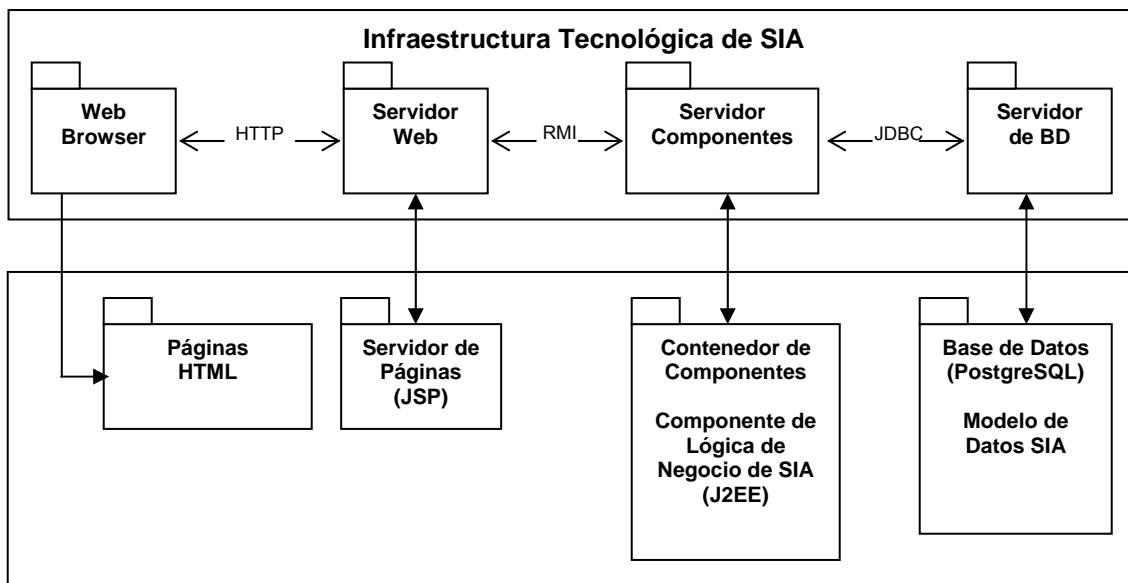 Infraestructura Tecnológica de SIA
Web
Browser
HTTP
Servidor
Web
RMI
Servidor
Componentes
JDBC
Servidor
de BD
Páginas
HTML
Servidor de
Páginas
(JSP)
Contenedor de
Componentes
Componente de
Lógica de
Negocio de SIA
(J2EE)
Base de Datos
(PostgreSQL)
Modelo de
Datos SIA